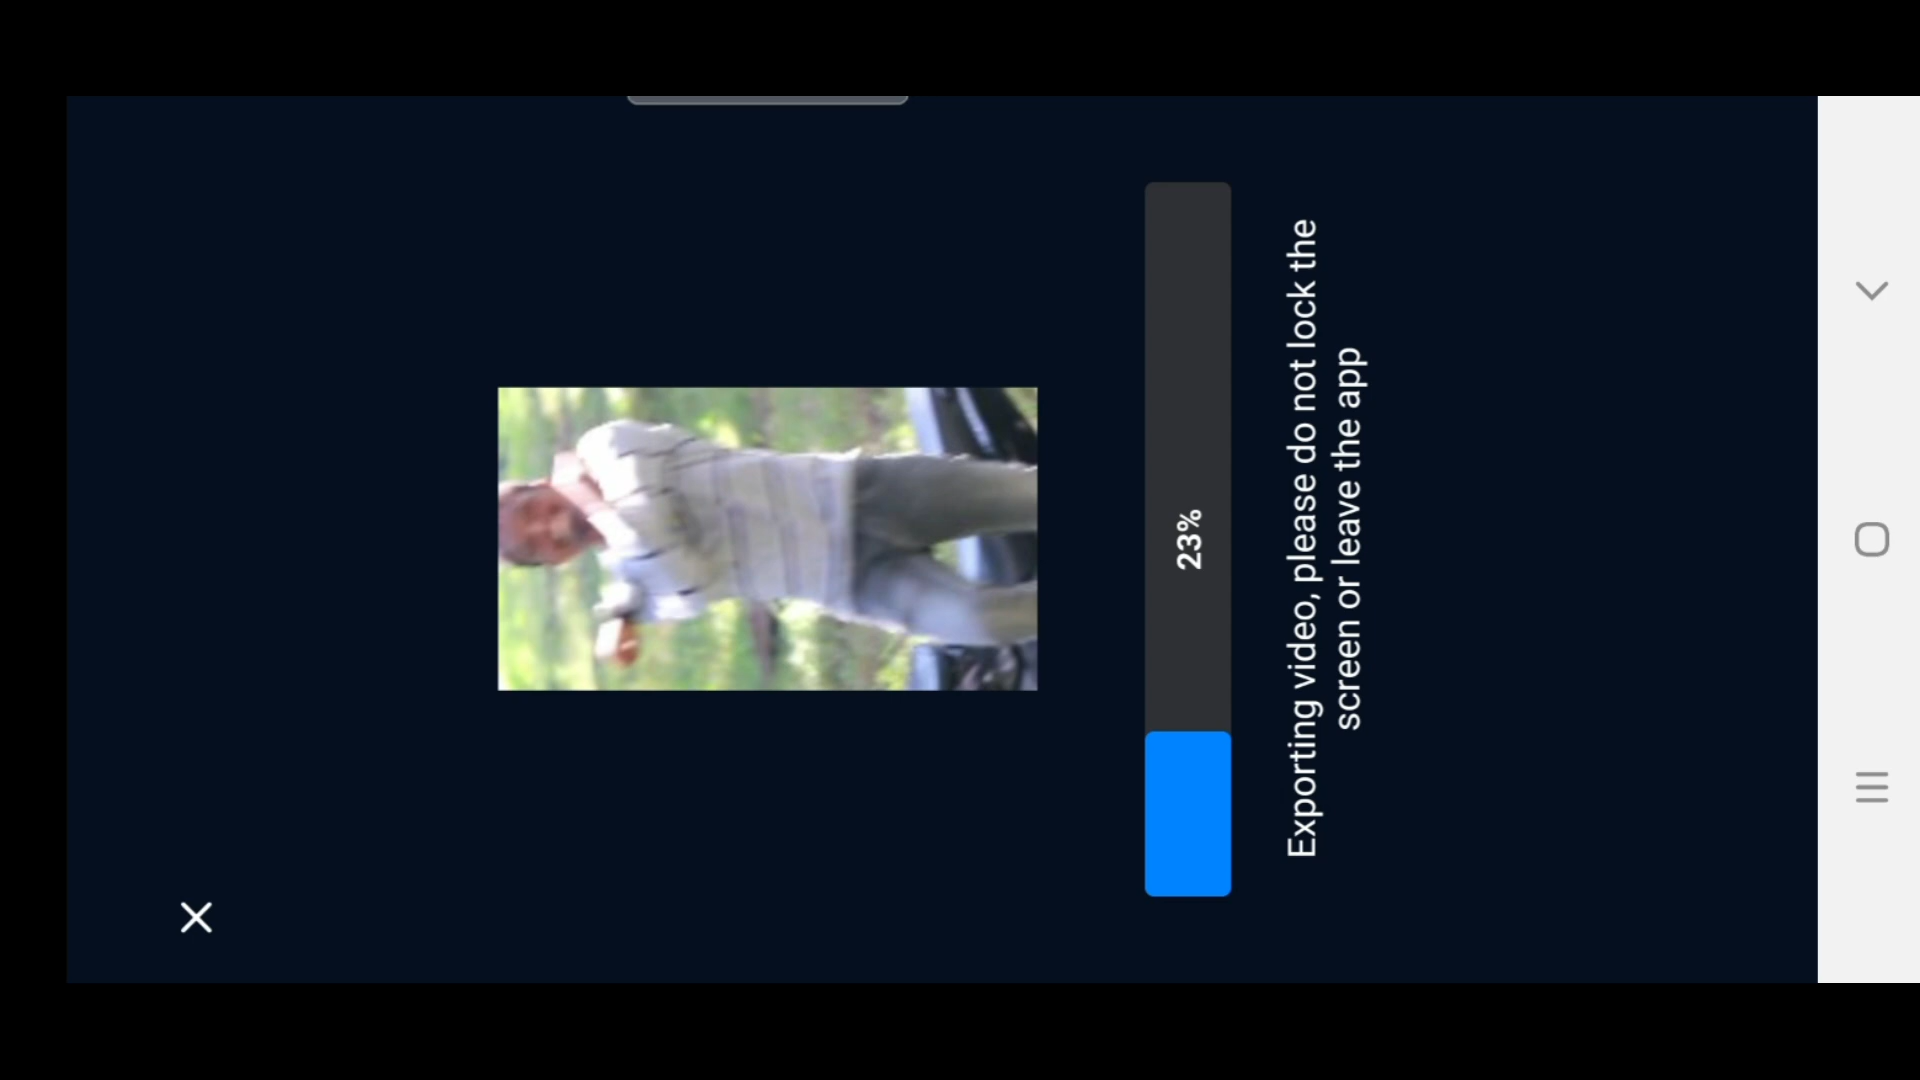 23%
Exporting video, please do not lock the
screen or leave the app